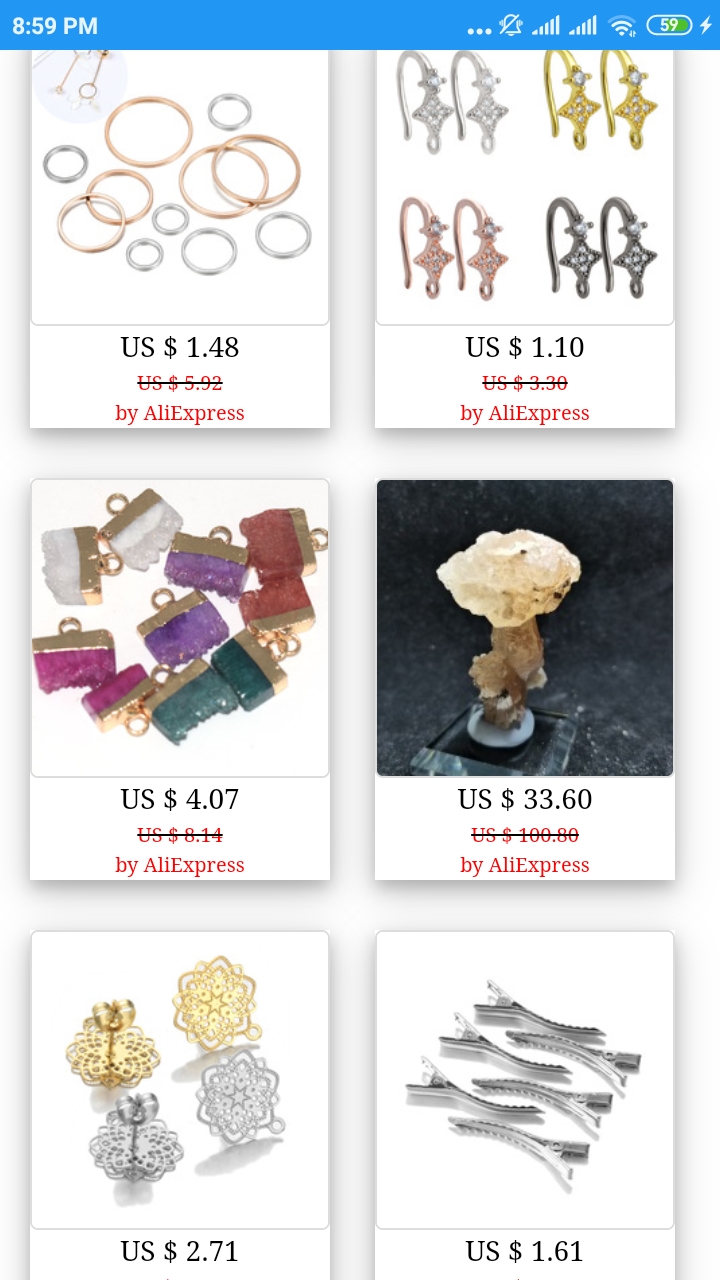 8:59 PM
59
US $ 1.48
US $ 5.92
by AliExpress
US $ 1.10
US $ 3.30
by AliExpress
US $ 4.07
US $ 8.14
by AliExpress
US $ 33.60
US $ 100.80
by AliExpress
US $ 2.71
US $ 1.61